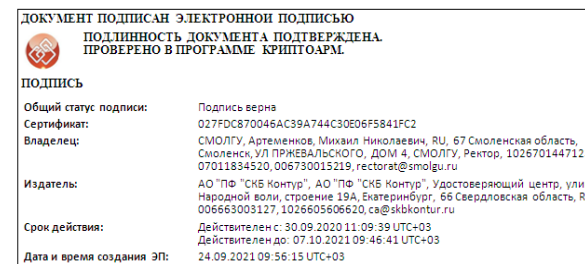 ДОКУМЕНТ ПОДПИСАН ЭЛЕКТРОННОЙ ПОДПИСЬЮ
ПОДЛИННОСТЬ ДОКУМЕНТА ПОДТВЕРЖДЕНА.
ПРОВЕРЕНО В ПРОГРАММЕ КРИПТОАРМ.
ПОДПИСЬ
Общий статус подписи: Подпись верна
Сертификат: 027FDC870046AC39A744C30E06F5841FC2
Владелец: СМОЛГУ, Артеменков, Михаил Николаевич, RU, 67 Смоленская область,
Смоленск, УЛ ПРЖЕВАЛЬСКОГО, ДОМ 4, СМОЛГУ, Ректор, 102670144712
07011834520, 006730015219, rectorat@smolgu.ru
Издатель: АО "ПФ "СКБ Контур", АО "ПФ "СКБ Контур", Удостоверяющий центр, ули
Народной воли, строение 19А, Екатеринбург, 66 Свердловская область, R
006663003127, 1026605606620, ca@skbkontur.ru
Срок действия: Действителен с: 30.09.2020 11:09:39 UTC+03
Действителен до: 07.10.2021 09:46:41 UTC+03
Дата и время создания ЭП: 24.09.2021 09:56:15 UTC+03